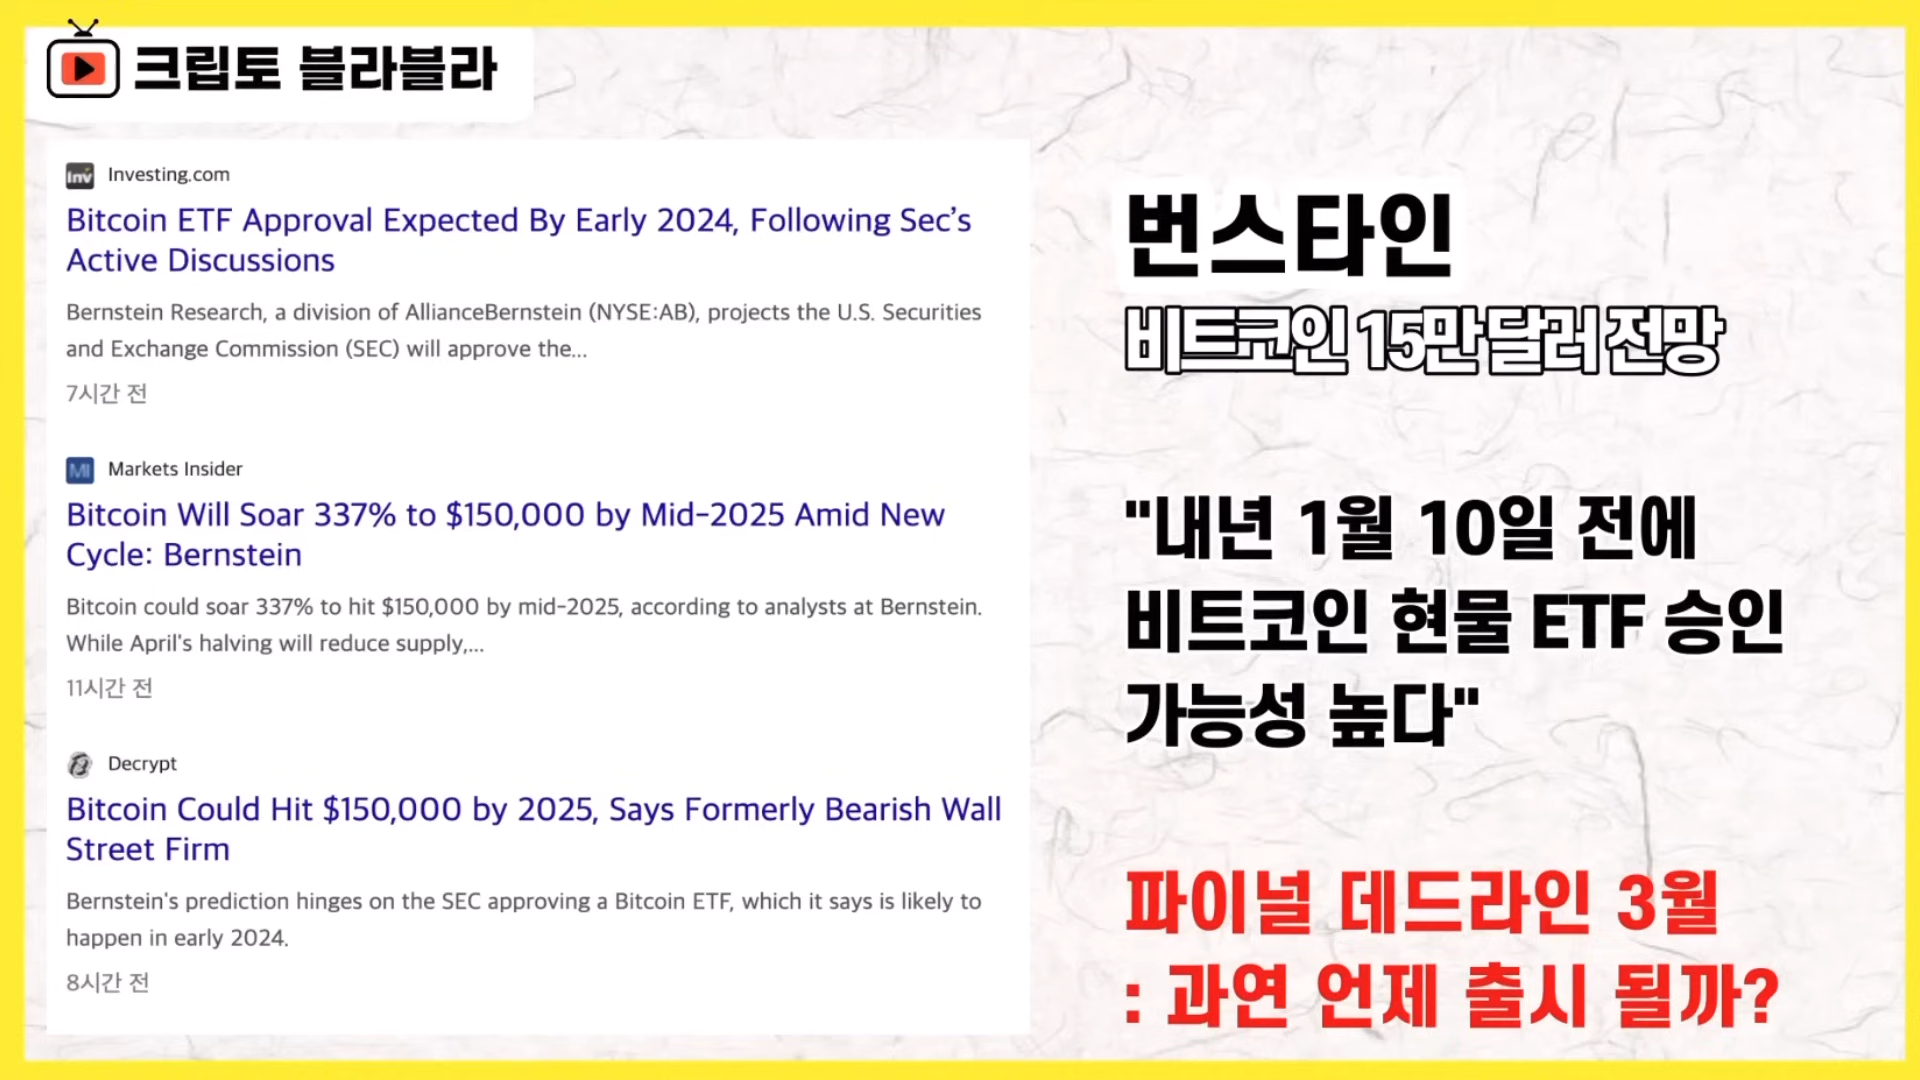 크립토 블라블라
Inv Investing.com
Bitcoin ETF Approval Expected By Early 2024, Following Sec’s
Active Discussions
Bernstein Research, a division of AllianceBernstein (NYSE:AB), projects the U.S. Securities
and Exchange Commission (SEC) will approve the...
7시간 전
MI Markets Insider
Bitcoin Will Soar 337% to $150,000 by Mid-2025 Amid New
Cycle: Bernstein
Bitcoin could soar 337% to hit $150,000 by mid-2025, according to analysts at Bernstein.
While April's halving will reduce supply,...
11시간 전
Decrypt
Bitcoin Could Hit $150,000 by 2025, Says Formerly Bearish Wall
Street Firm
Bernstein's prediction hinges on the SEC approving a Bitcoin ETF, which it says is likely to
happen in early 2024.
8시간 전
번스타인
비트코인 15만 달러 전망
"내년 1월 10일 전에
비트코인 현물 ETF 승인
가능성 높다"
파이널 데드라인 3월
: 과연 언제 출시 될까?